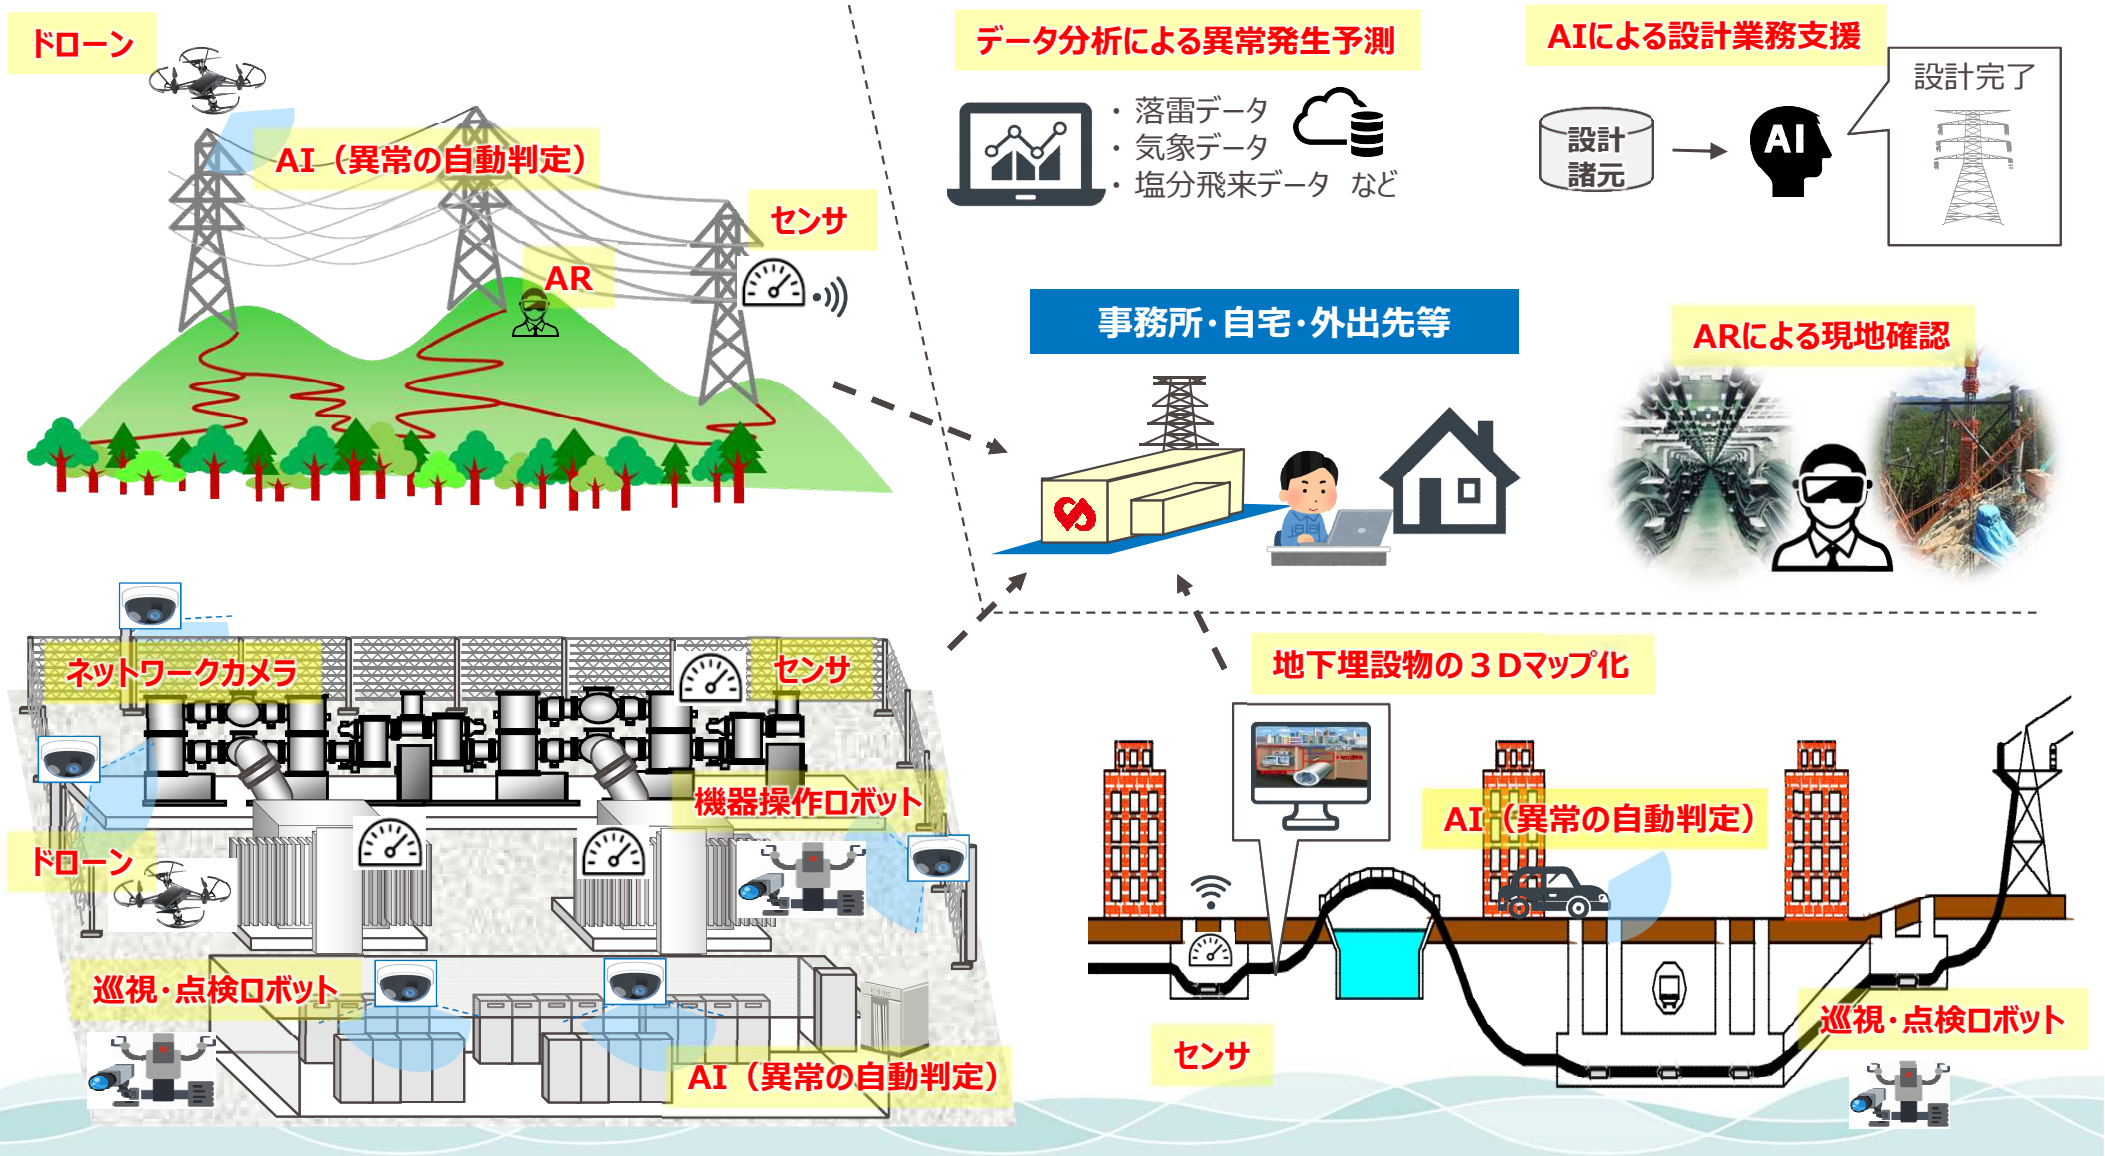 ドローン
AI（異常の自動判定）
センサ
AR
データ分析による異常発生予測
・ 落雷データ
・ 気象データ
・ 塩分飛来データ　など
AIによる設計業務支援
設計
諸元
AI
設計完了
事務所･自宅･外出先等
ARによる現地確認
ネットワークカメラ
センサ
機器操作ロボット
ドローン
巡視･点検ロボット
AI（異常の自動判定）
地下埋設物の３Dマップ化
AI（異常の自動判定）
センサ
巡視･点検ロボット